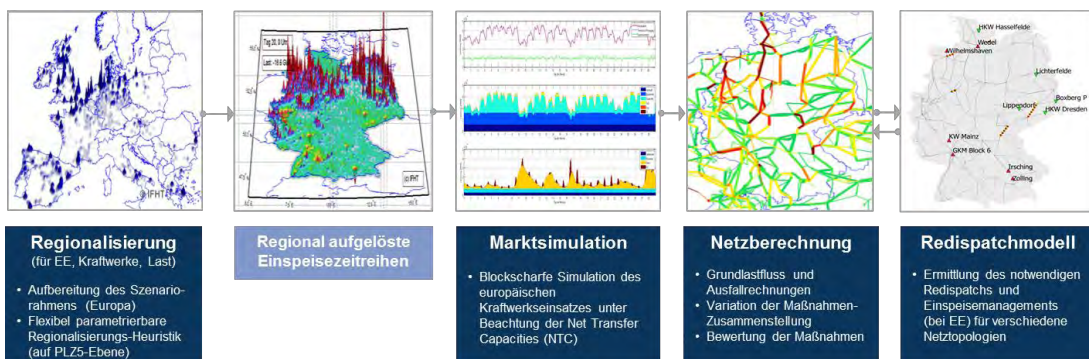 Tag 20, 0 Uhr
(c) IFHT
© IFHT
HKW Hasselfelde
Wedel
Wilhelmshaven
Lichterfelde
Boxberg P
Lippendorf
HKW Dresden
KW Mainz
GKM Block 6
Irsching
Zolling
Regionalisierung
(für EE, Kraftwerke, Last)
• Aufbereitung des Szenario-
rahmens (Europa)
• Flexibel parametrierbare
Regionalisierungs-Heuristik
(auf PLZ5-Ebene)
Regional aufgelöste
Einspeisezeitreihen
Marktsimulation
• Blockscharfe Simulation des
europäischen
Kraftwerkseinsatzes unter
Beachtung der Net Transfer
Capacities (NTC)
Netzberechnung
• Grundlastfluss und
Ausfallrechnungen
• Variation der Maßnahmen-
Zusammenstellung
• Bewertung der Maßnahmen
Redispatchmodell
• Ermittlung des notwendigen
Redispatchs und
Einspeisemanagements
(bei EE) für verschiedene
Netztopologien